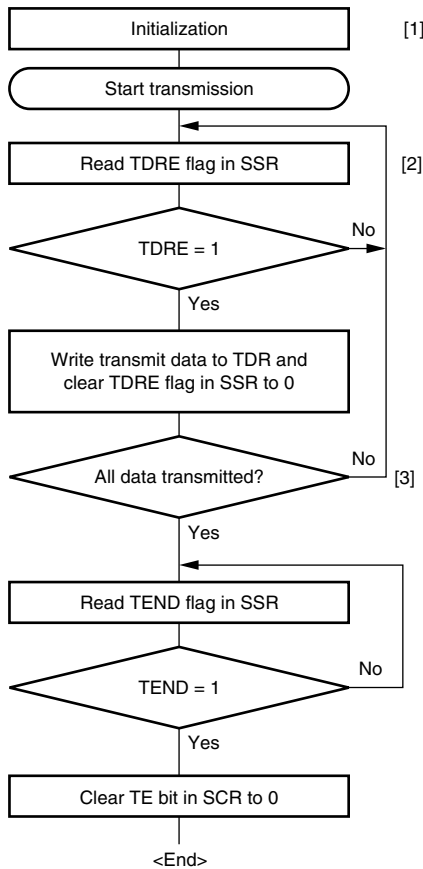 Initialization
[1]
Start transmission
Read TDRE flag in SSR
[2]
TDRE = 1
No
Yes
Write transmit data to TDR and
clear TDRE flag in SSR to 0
All data transmitted?
No
[3]
Yes
Read TEND flag in SSR
TEND = 1
No
Yes
Clear TE bit in SCR to 0
<End>